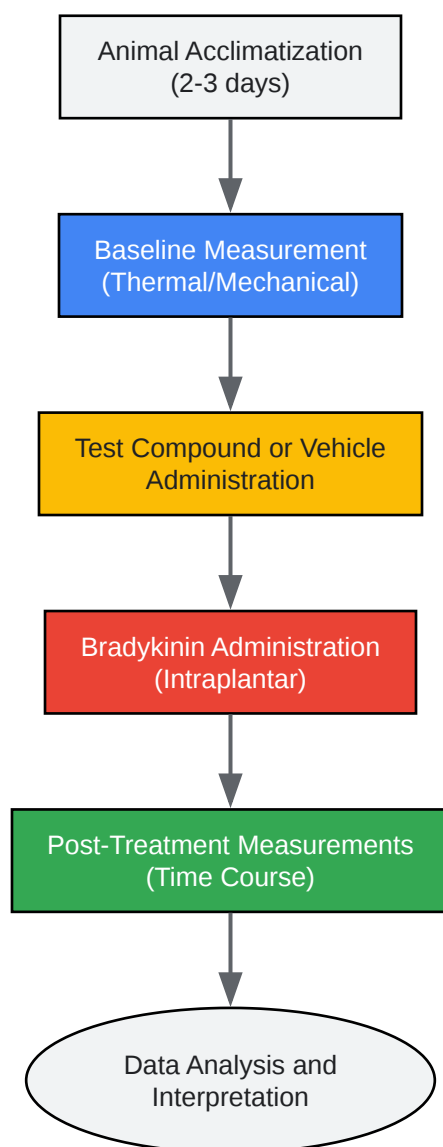 Animal Acclimatization
(2-3 days)
Baseline Measurement
(Thermal/Mechanical)
Test Compound or Vehicle
Administration
Bradykinin Administration
(Intraplantar)
Post-Treatment Measurements
(Time Course)
Data Analysis and
Interpretation